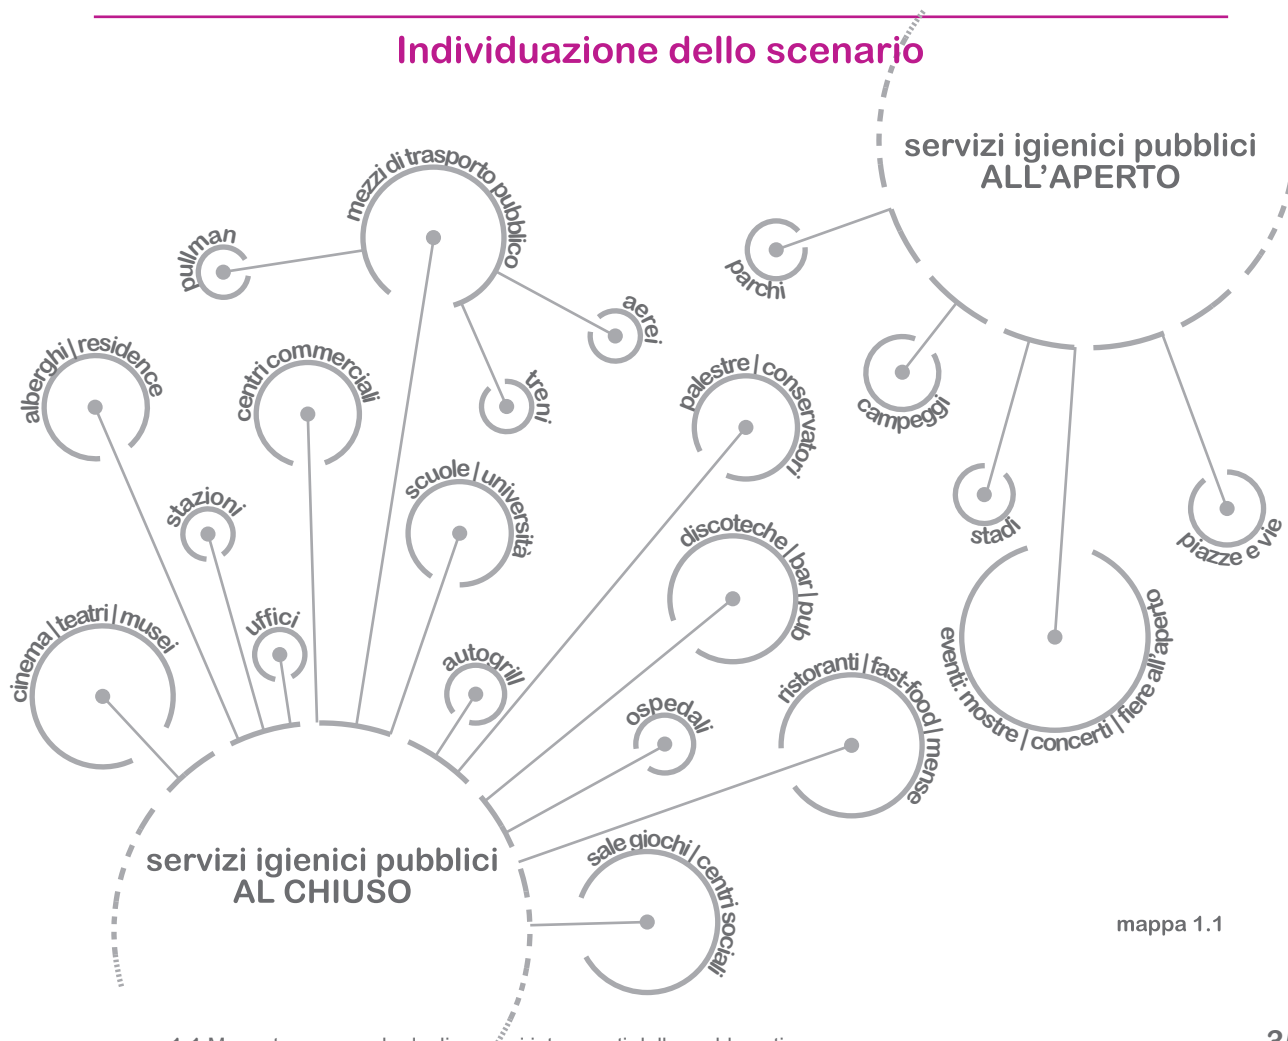 Individuazione dello scenario
servizi igienici pubblici
ALL'APERTO
mezzi di trasporto pubblico
pullman
aerei
treni
parchi
campeggi
stadi
piazze e vie
eventi: mostre | concerti | fiere all'aperto
alberghi | residence
centri commerciali
palestre | conservatori
stazioni
scuole | università
discoteche | bar | pub
cinema | teatri | musei
uffici
autogrill
ospedali
ristoranti | fast-food | mense
sale giochi | centri sociali
servizi igienici pubblici
AL CHIUSO
mappa 1.1